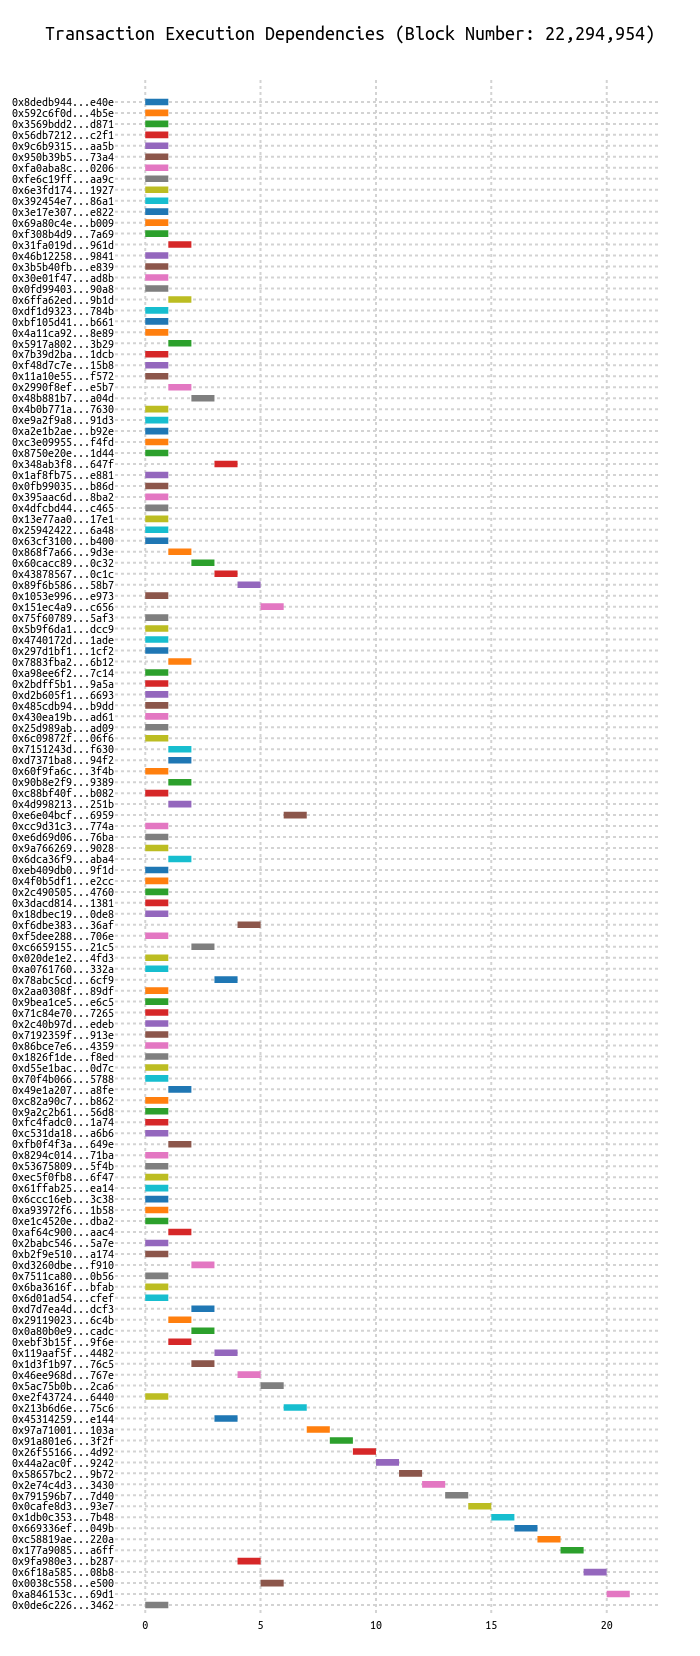 Transaction Execution Dependencies (Block Number: 22,294,954)
0x8dedb944...e40e
0x592c6f0d...4b5e
0x3569bdd2...d871
0x56db7212...c2f1
0x9c6b9315...aa5b
0x950b39b5...73a4
0xfa0aba8c...0206
0xfe6c19ff...aa9c
0x6e3fd174...1927
0x392454e7...86a1
0x3e17e307...e822
0x69a80c4e...b009
0xf308b4d9...7a69
0x31fa019d...961d
0x46b12258...9841
0x3b5b40fb...e839
0x30e01f47...ad8b
0x0fd99403...90a8
0x6ffa62ed...9b1d
0xdf1d9323...784b
0xbf105d41...b661
0x4a11ca92...8e89
0x5917a802...3b29
0x7b39d2ba...1dcb
0xf48d7c7e...15b8
0x11a10e55...f572
0x2990f8ef...e5b7
0x48b881b7...a04d
0x4b0b771a...7630
0xe9a2f9a8...91d3
0xa2e1b2ae...b92e
0xc3e09955...f4fd
0x8750e20e...1d44
0x348ab3f8...647f
0x1af8fb75...e881
0x0fb99035...b86d
0x395aac6d...8ba2
0x4dfcbd44...c465
0x13e77aa0...17e1
0x25942422...6a48
0x63cf3100...b400
0x868f7a66...9d3e
0x60cacc89...0c32
0x43878567...0c1c
0x89f6b586...58b7
0x1053e996...e973
0x151ec4a9...c656
0x75f60789...5af3
0x5b9f6da1...dcc9
0x4740172d...1ade
0x297d1bf1...1cf2
0x7883fba2...6b12
0xa98ee6f2...7c14
0x2bdff5b1...9a5a
0xd2b605f1...6693
0x485cdb94...b9dd
0x430ea19b...ad61
0x25d989ab...ad09
0x6c09872f...06f6
0x7151243d...f630
0xd7371ba8...94f2
0x60f9fa6c...3f4b
0x90b8e2f9...9389
0xc88bf40f...b082
0x4d998213...251b
0xe6e04bcf...6959
0xcc9d31c3...774a
0xe6d69d06...76ba
0x9a766269...9028
0x6dca36f9...aba4
0xeb409db0...9f1d
0x4f0b5df1...e2cc
0x2c490505...4760
0x3dacd814...1381
0x18dbec19...0de8
0xf6dbe383...36af
0xf5dee288...706e
0xc6659155...21c5
0x020de1e2...4fd3
0xa0761760...332a
0x78abc5cd...6cf9
0x2aa0308f...89df
0x9bea1ce5...e6c5
0x71c84e70...7265
0x2c40b97d...edeb
0x7192359f...913e
0x86bce7e6...4359
0x1826f1de...f8ed
0xd55e1bac...0d7c
0x70f4b066...5788
0x49e1a207...a8fe
0xc82a90c7...b862
0x9a2c2b61...56d8
0xfc4fadc0...1a74
0xc531da18...a6b6
0xfb0f4f3a...649e
0x8294c014...71ba
0x53675809...5f4b
0xec5f0fb8...6f47
0x61ffab25...ea14
0x6ccc16eb...3c38
0xa93972f6...1b58
0xe1c4520e...dba2
0xaf64c900...aac4
0x2babc546...5a7e
0xb2f9e510...a174
0xd3260dbe...f910
0x7511ca80...0b56
0x6ba3616f...bfab
0x6d01ad54...cfef
0xd7d7ea4d...dcf3
0x29119023...6c4b
0x0a80b0e9...cadc
0xebf3b15f...9f6e
0x119aaf5f...4482
0x1d3f1b97...76c5
0x46ee968d...767e
0x5ac75b0b...2ca6
0xe2f43724...6440
0x213b6d6e...75c6
0x45314259...e144
0x97a71001...103a
0x91a801e6...3f2f
0x26f55166...4d92
0x44a2ac0f...9242
0x58657bc2...9b72
0x2e74c4d3...3430
0x791596b7...7d40
0x0cafe8d3...93e7
0x1db0c353...7b48
0x669336ef...049b
0xc58819ae...220a
0x177a9085...a6ff
0x9fa980e3...b287
0x6f18a585...08b8
0x0038c558...e500
0xa846153c...69d1
0x0de6c226...3462
0 5 10 15 20